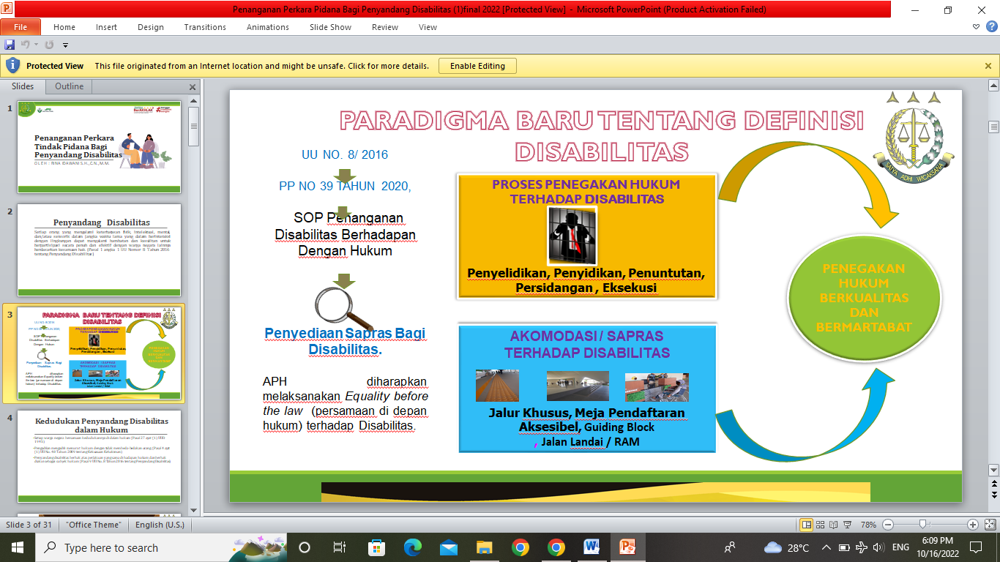 Penanganan Perkara Pidana Bagi Penyandang Disabilitas (1)final 2022 [Protected View] - Microsoft PowerPoint (Product Activation Failed)
File Home Insert Design Transitions Animations Slide Show Review View
Protected View This file originated from an Internet location and might be unsafe. Click for more details. Enable Editing
Slides Outline
1
Penanganan Perkara
Tindak Pidana Bagi
Penyandang Disabilitas
OLEH : RINA IDAWANI S.H., CN., M.M.
2
Penyandang Disabilitas
Setiap orang yang mengalami keterbatasan fisik, intelektual, mental,
dan/atau sensorik dalam jangka waktu lama yang dalam berinteraksi
dengan lingkungan dapat mengalami hambatan dan kesulitan untuk
berpartisipasi secara penuh dan efektif dengan warga negara lainnya
berdasarkan kesamaan hak. (Pasal 1 angka 1 UU Nomor 8 Tahun 2016
tentang Penyandang Disabilitas)
3
PARADIGMA BARU TENTANG DEFINISI
DISABILITAS
4
Kedudukan Penyandang Disabilitas
dalam Hukum
PARADIGMA BARU TENTANG DEFINISI
DISABILITAS
UU NO. 8/ 2016
PP NO 39 TAHUN 2020,
SOP Penanganan
Disabilitas Berhadapan
Dengan Hukum
Penyediaan Sapras Bagi
Disabilitas.
APH diharapkan
melaksanakan Equality before
the law (persamaan di depan
hukum) terhadap Disabilitas.
PROSES PENEGAKAN HUKUM
TERHADAP DISABILITAS
Penyelidikan, Penyidikan, Penuntutan,
Persidangan , Eksekusi
AKOMODASI / SAPRAS
TERHADAP DISABILITAS
Jalur Khusus, Meja Pendaftaran
Aksesibel, Guiding Block
, Jalan Landai / RAM
SATYA ADHI WICAKSANA
PENEGAKAN
HUKUM
BERKUALITAS
DAN
BERMARTABAT
Slide 3 of 31 "Office Theme" English (U.S.) 78%
Type here to search
28°C ENG
6:09 PM
10/16/2022